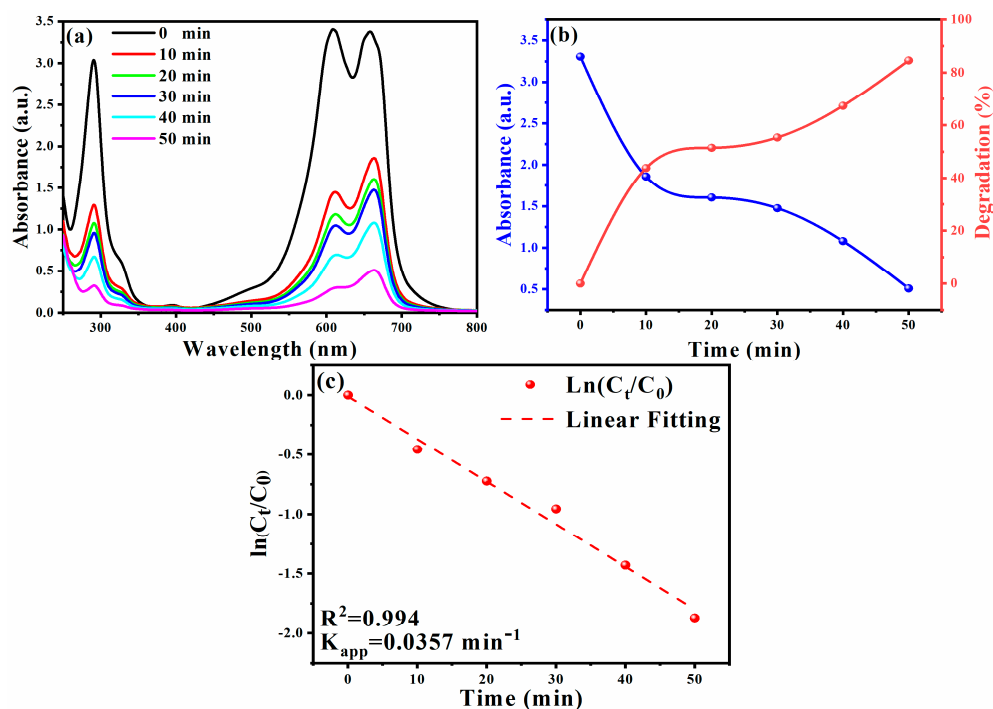 (a)
0 min
10 min
20 min
30 min
40 min
50 min
3.5
3.0
2.5
2.0
1.5
1.0
0.5
0.0
Absorbance (a.u.)
300 400 500 600 700 800
Wavelength (nm)
(b)
3.5
3.0
2.5
2.0
1.5
1.0
0.5
Absorbance (a.u.)
100
80
60
40
20
0
Degradation (%)
0 10 20 30 40 50
Time (min)
(c)
Ln(Cₜ/C₀)
Linear Fitting
0.0
-0.5
-1.0
-1.5
-2.0
ln(Ct/C0)
R²=0.994
Kapp=0.0357 min⁻¹
0 10 20 30 40 50
Time (min)